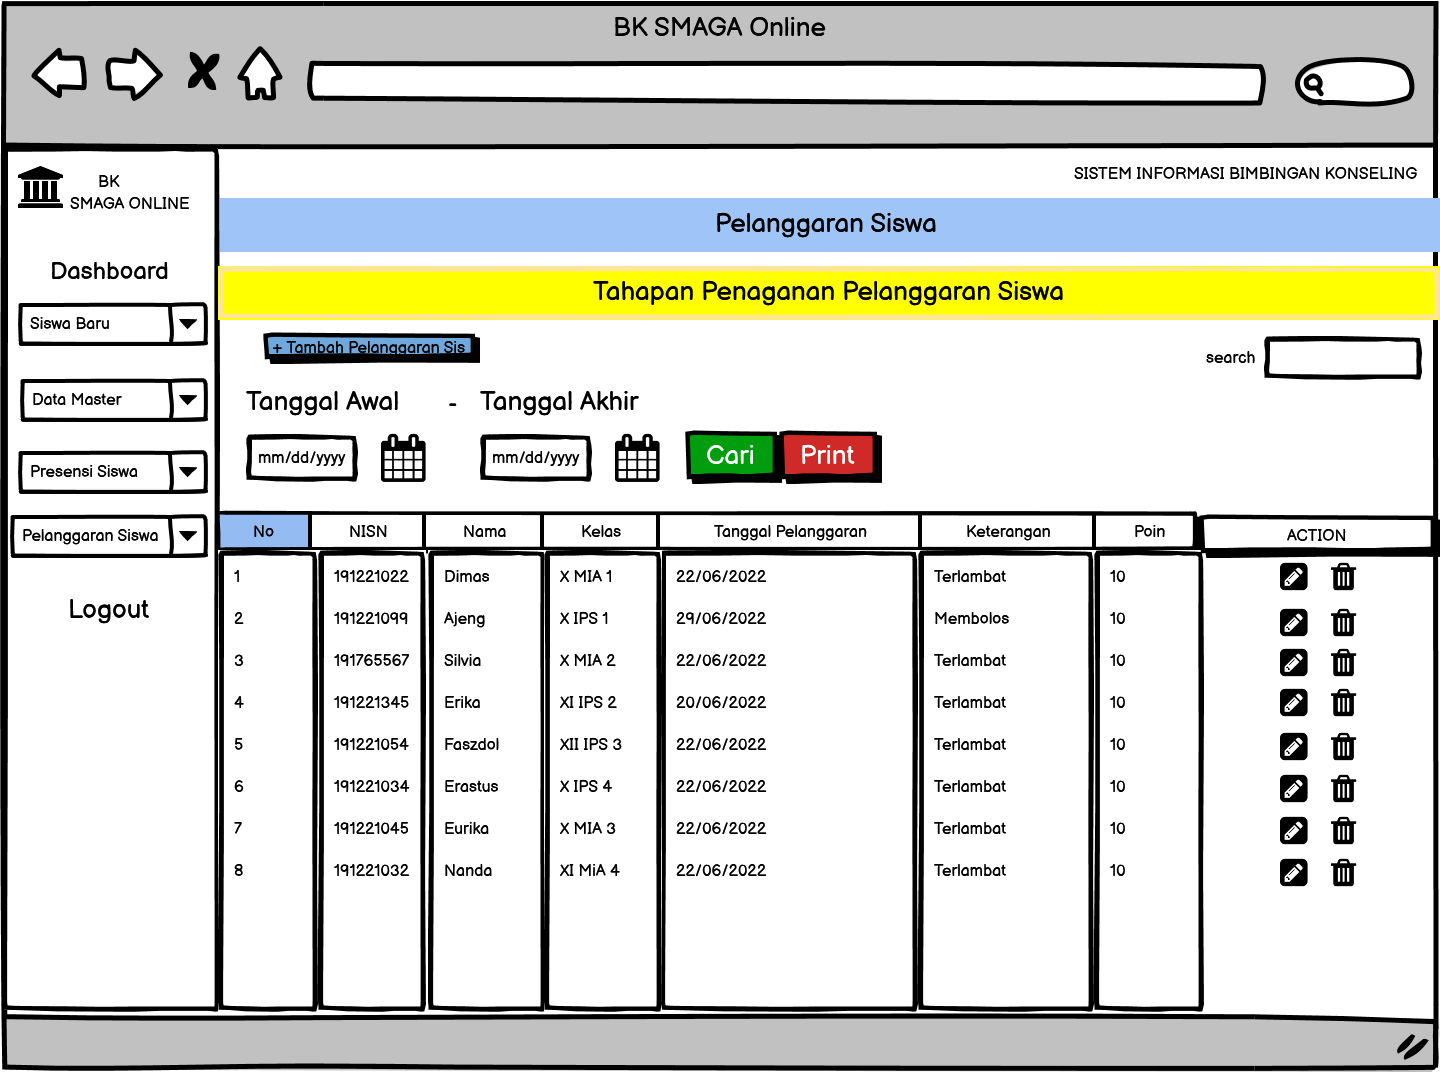 BK SMAGA Online
BK
SMAGA ONLINE
SISTEM INFORMASI BIMBINGAN KONSELING
Pelanggaran Siswa
Tahapan Penaganan Pelanggaran Siswa
Dashboard
Siswa Baru
Data Master
Presensi Siswa
Pelanggaran Siswa
Logout
+ Tambah Pelanggaran Sis
search
Tanggal Awal - Tanggal Akhir
mm/dd/yyyy mm/dd/yyyy Cari Print
No NISN Nama Kelas Tanggal Pelanggaran Keterangan Poin ACTION
1 191221022 Dimas X MIA 1 22/06/2022 Terlambat 10
2 191221099 Ajeng X IPS 1 29/06/2022 Membolos 10
3 191765567 Silvia X MIA 2 22/06/2022 Terlambat 10
4 191221345 Erika XI IPS 2 20/06/2022 Terlambat 10
5 191221054 Faszdol XII IPS 3 22/06/2022 Terlambat 10
6 191221034 Erastus X IPS 4 22/06/2022 Terlambat 10
7 191221045 Eurika X MIA 3 22/06/2022 Terlambat 10
8 191221032 Nanda XI MiA 4 22/06/2022 Terlambat 10